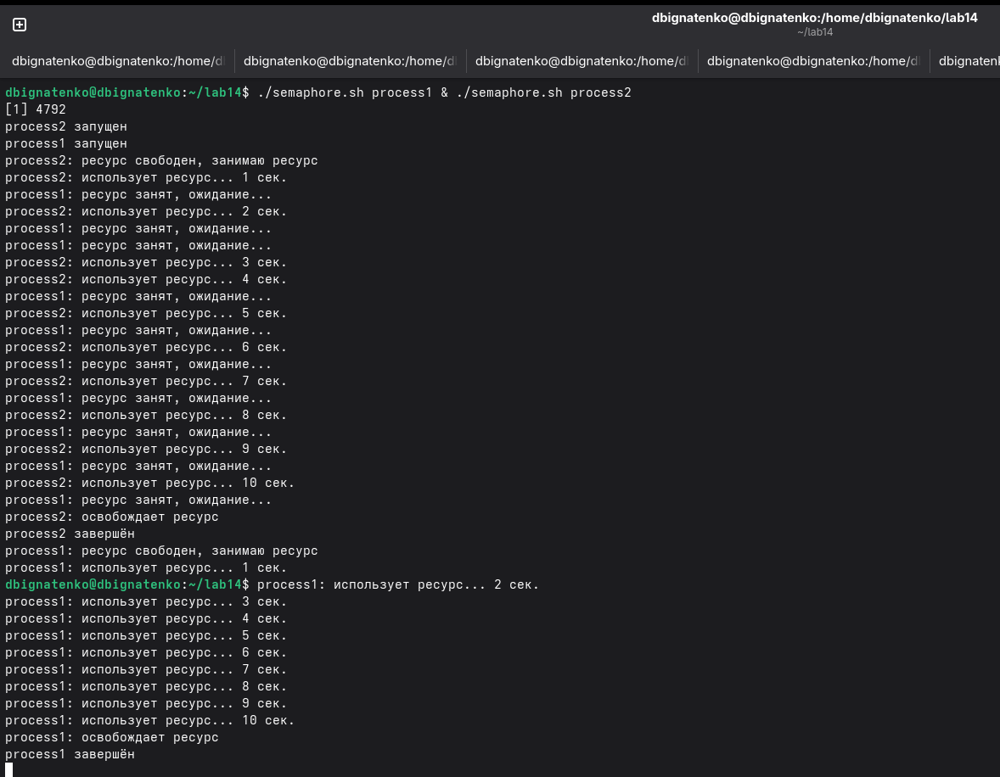 dbignatenko@dbignatenko:/home/dbignatenko/lab14
~/lab14
dbignatenko@dbignatenko:/home/d dbignatenko@dbignatenko:/home/d dbignatenko@dbignatenko:/home/d dbignatenko@dbignatenko:/home/d dbignaten
dbignatenko@dbignatenko:~/lab14$ ./semaphore.sh process1 & ./semaphore.sh process2
[1] 4792
process2 запущен
process1 запущен
process2: ресурс свободен, занимаю ресурс
process2: использует ресурс... 1 сек.
process1: ресурс занят, ожидание...
process2: использует ресурс... 2 сек.
process1: ресурс занят, ожидание...
process1: ресурс занят, ожидание...
process2: использует ресурс... 3 сек.
process2: использует ресурс... 4 сек.
process1: ресурс занят, ожидание...
process2: использует ресурс... 5 сек.
process1: ресурс занят, ожидание...
process2: использует ресурс... 6 сек.
process1: ресурс занят, ожидание...
process2: использует ресурс... 7 сек.
process1: ресурс занят, ожидание...
process2: использует ресурс... 8 сек.
process1: ресурс занят, ожидание...
process2: использует ресурс... 9 сек.
process1: ресурс занят, ожидание...
process2: использует ресурс... 10 сек.
process1: ресурс занят, ожидание...
process2: освобождает ресурс
process2 завершён
process1: ресурс свободен, занимаю ресурс
process1: использует ресурс... 1 сек.
dbignatenko@dbignatenko:~/lab14$ process1: использует ресурс... 2 сек.
process1: использует ресурс... 3 сек.
process1: использует ресурс... 4 сек.
process1: использует ресурс... 5 сек.
process1: использует ресурс... 6 сек.
process1: использует ресурс... 7 сек.
process1: использует ресурс... 8 сек.
process1: использует ресурс... 9 сек.
process1: использует ресурс... 10 сек.
process1: освобождает ресурс
process1 завершён